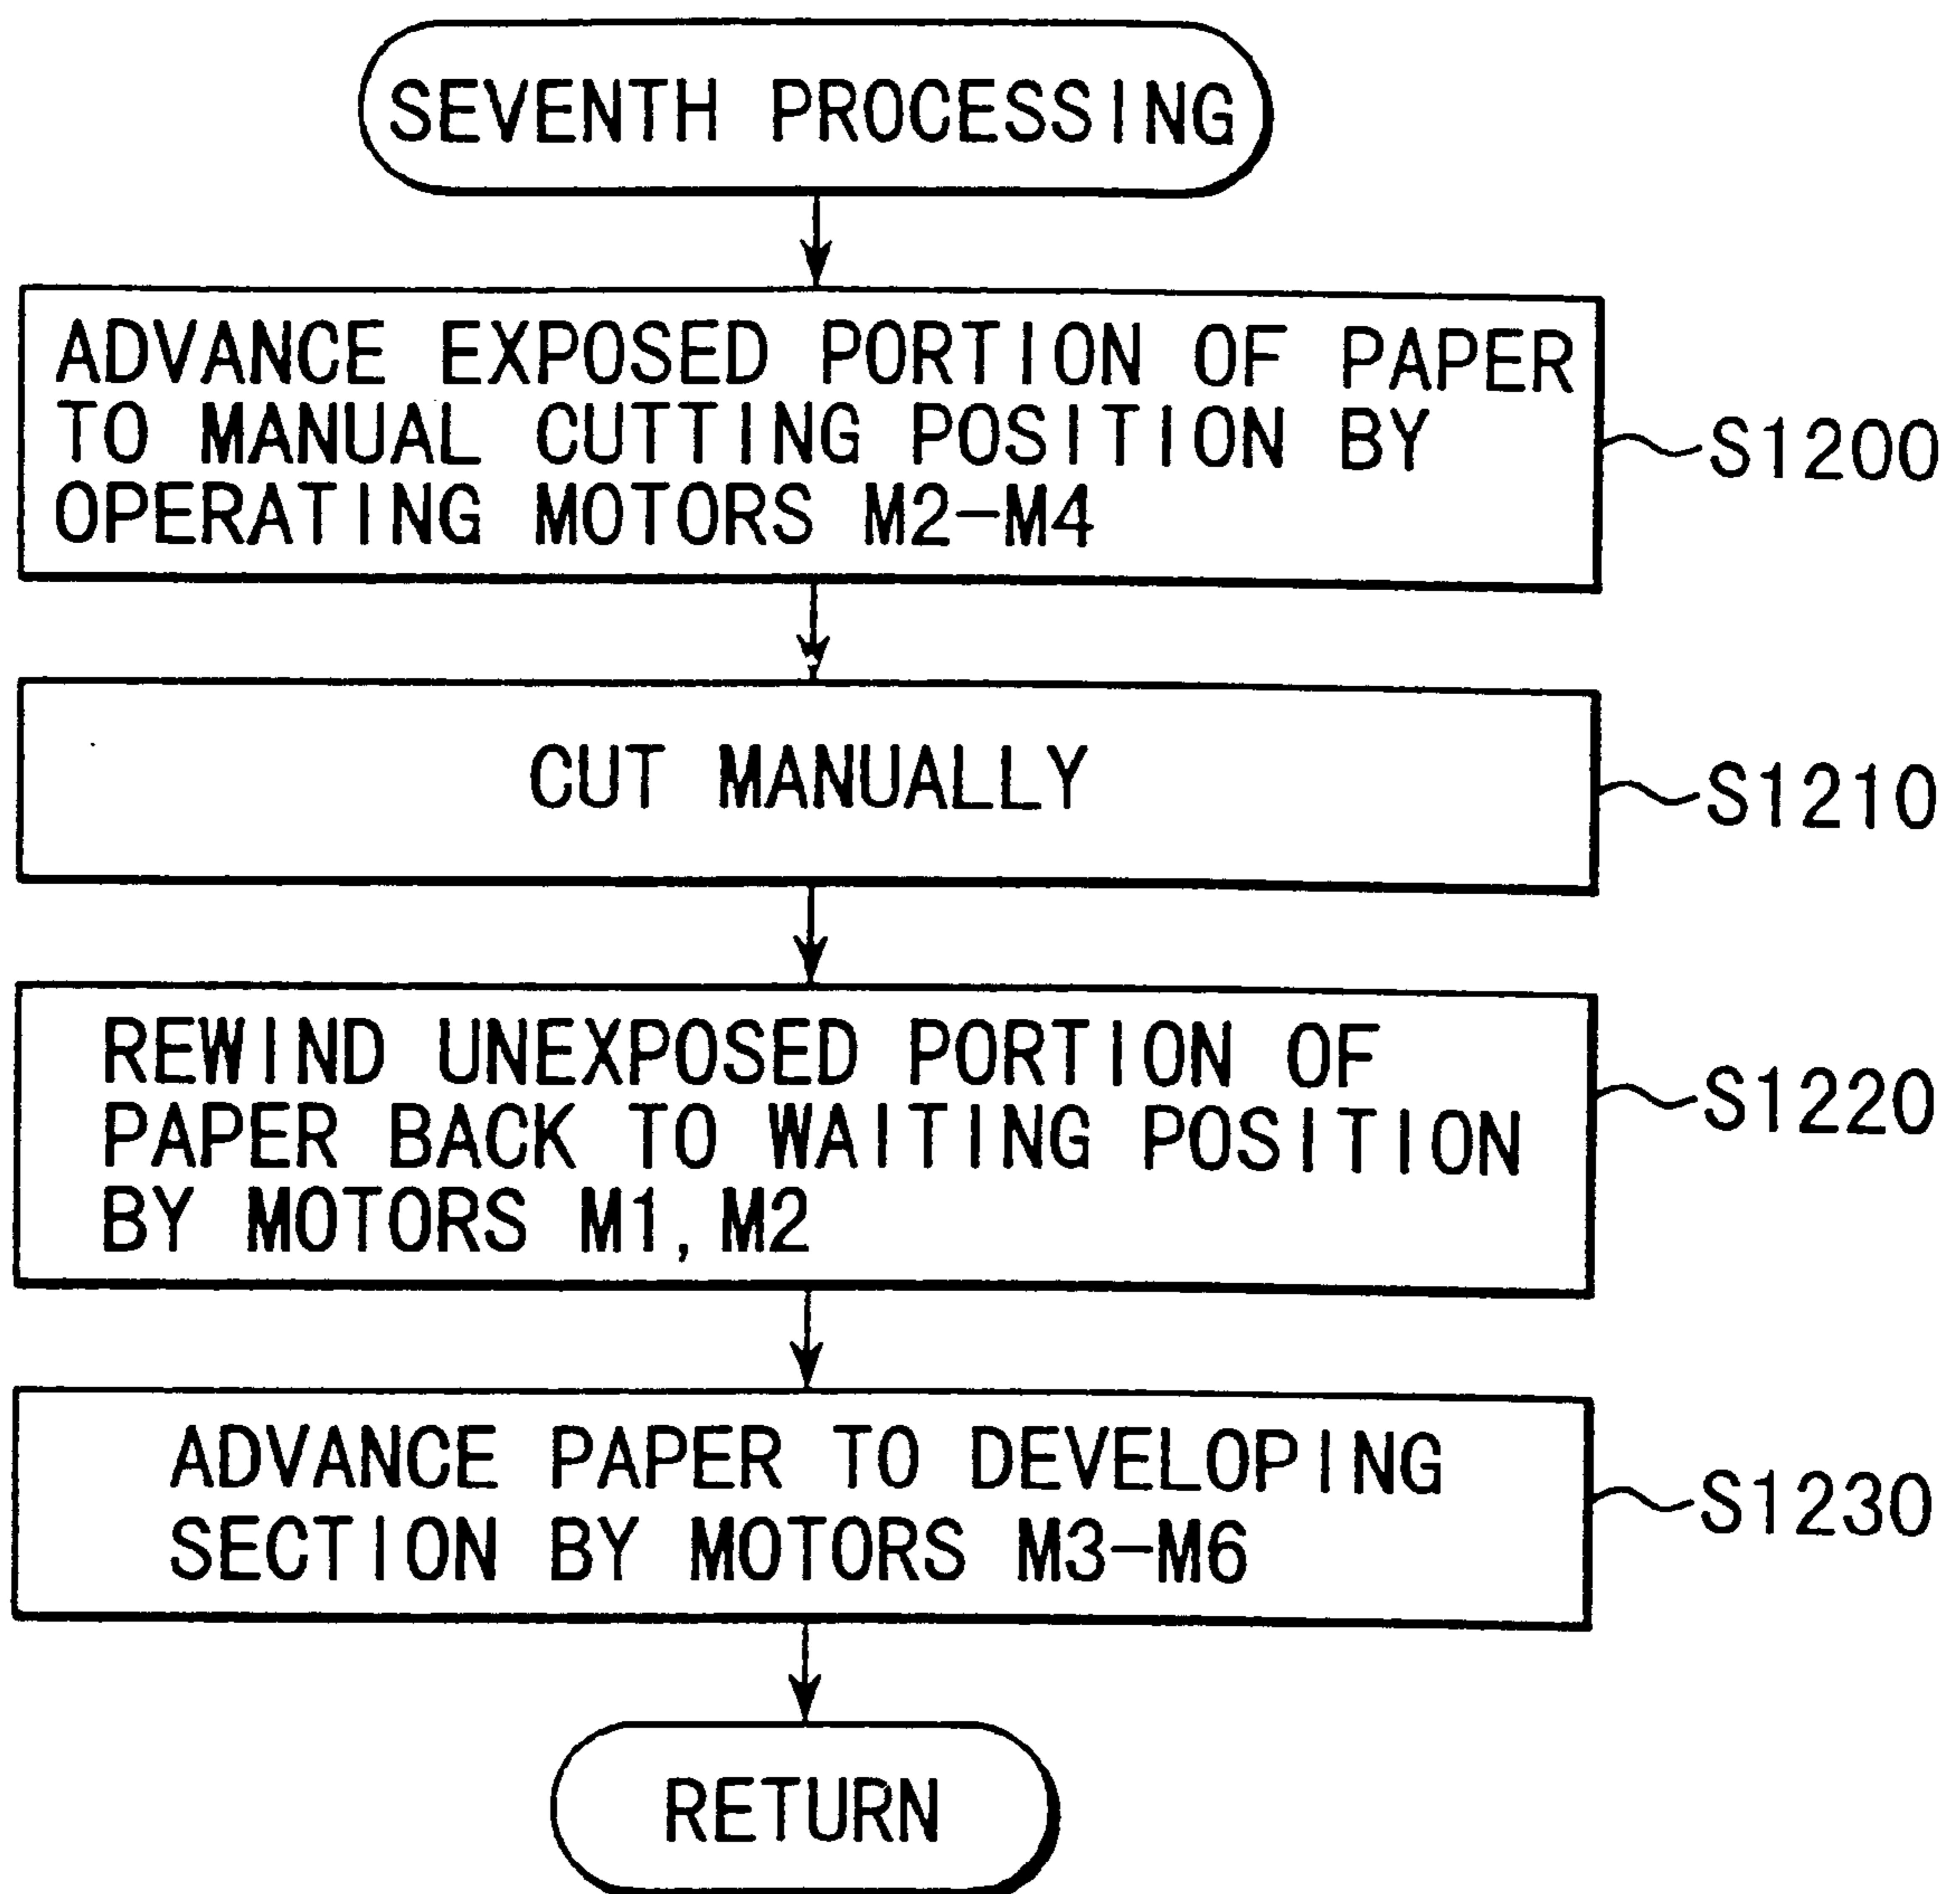 SEVENTH PROCESSING
ADVANCE EXPOSED PORTION OF PAPER
TO MANUAL CUTTING POSITION BY
OPERATING MOTORS M2-M4
S1200
CUT MANUALLY
S1210
REWIND UNEXPOSED PORTION OF
PAPER BACK TO WAITING POSITION
BY MOTORS M1, M2
S1220
ADVANCE PAPER TO DEVELOPING
SECTION BY MOTORS M3-M6
S1230
RETURN